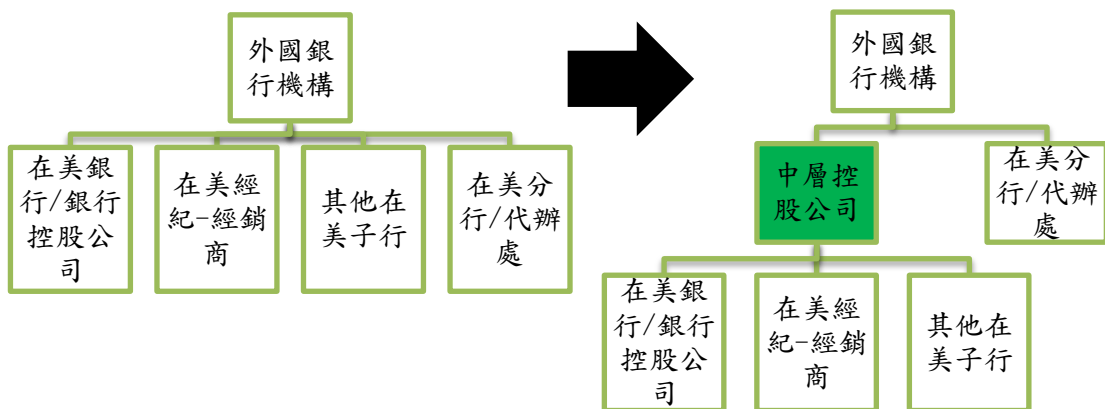 外國銀
行機構
在美銀
行/銀行
控股公
司
在美經
紀-經銷
商
其他在
美子行
在美分
行/代辦
處
外國銀
行機構
中層控
股公司
在美分
行/代辦
處
在美銀
行/銀行
控股公
司
在美經
紀-經銷
商
其他在
美子行